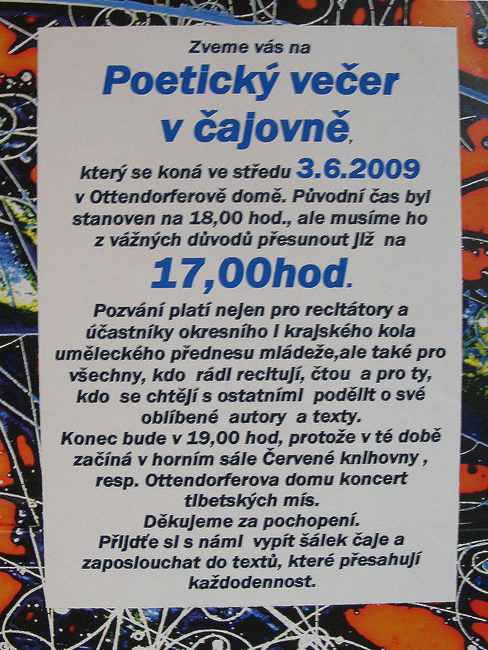 Zveme vás na
Poetický večer
v čajovně,
který se koná ve středu 3.6.2009
v Ottendorferově domě. Původní čas byl
stanoven na 18,00 hod., ale musíme ho
z vážných důvodů přesunout již na
17,00hod.
Pozvání platí nejen pro recitátory a
účastníky okresního i krajského kola
uměleckého přednesu mládeže,ale také pro
všechny, kdo rádi recitují, čtou a pro ty,
kdo se chtějí s ostatními podělit o své
oblíbené autory a texty.
Konec bude v 19,00 hod, protože v té době
začíná v horním sále Červené knihovny ,
resp. Ottendorferova domu koncert
tibetských mís.
Děkujeme za pochopení.
Přijďte si s námi vypít šálek čaje a
zaposlouchat do textů, které přesahují
každodennost.